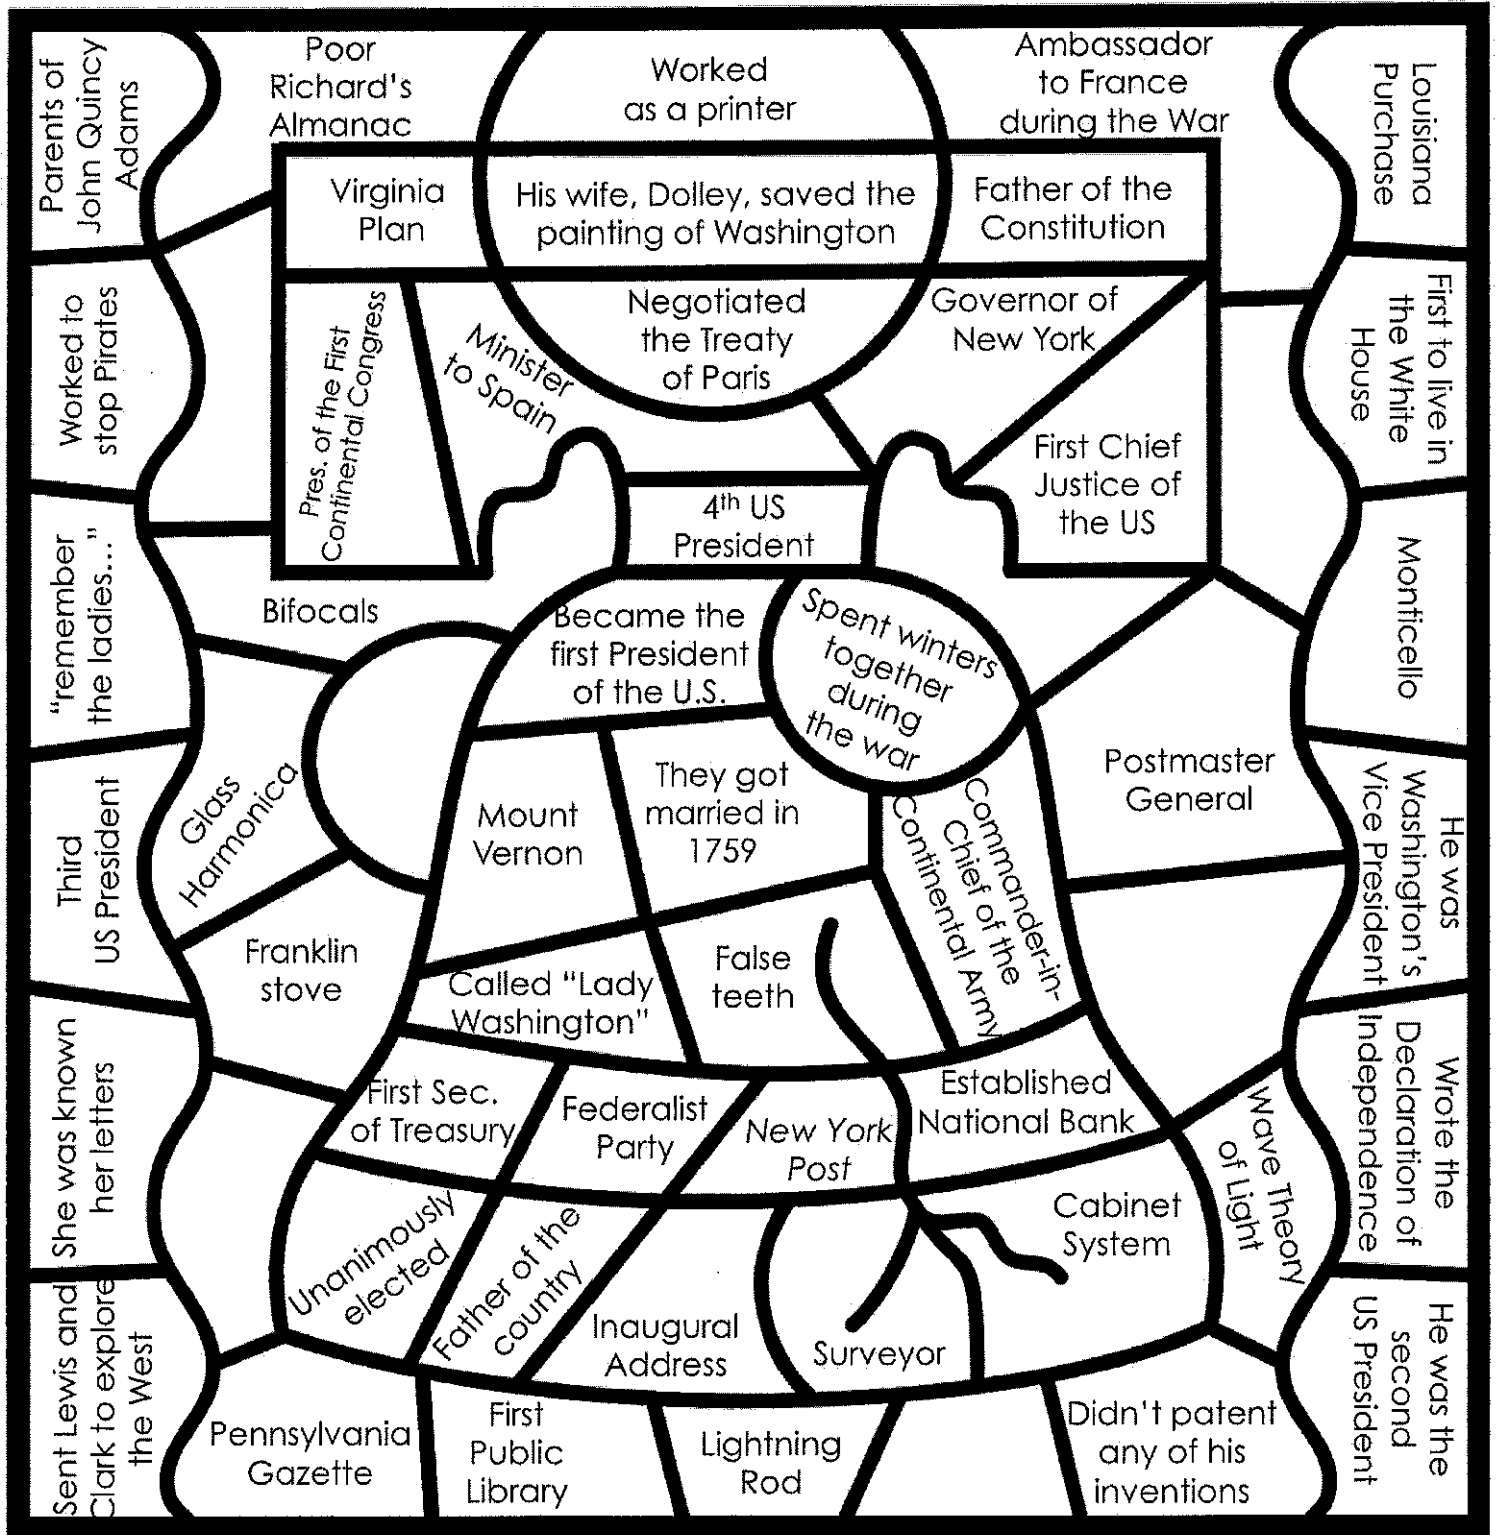 Parents of
John Quincy
Adams
Poor
Richard's
Almanac
Worked
as a printer
Ambassador
to France
during the War
Louisiana
Purchase
Virginia
Plan
His wife, Dolley, saved the
painting of Washington
Father of the
Constitution
Worked to
stop Pirates
Pres. of the First
Continental Congress
Minister
to Spain
Negotiated
the Treaty
of Paris
Governor of
New York
First to live in
the White
House
First Chief
Justice of
the US
4th US
President
"remember
the ladies..."
Bifocals
Became the
first President
of the U.S.
Spent winters
together
during
the war
Monticello
Third
US President
Glass
Harmonica
Mount
Vernon
They got
married in
1759
Commander-in-
Chief of the
Continental Army
Postmaster
General
He was
Washington's
Vice President
Franklin
stove
Called "Lady
Washington"
False
teeth
She was known
her letters
First Sec.
of Treasury
Federalist
Party
New York
Post
Established
National Bank
Wave Theory
of Light
Wrote the
Declaration of
Independence
Unanimously
elected
Father of the
country
Inaugural
Address
Surveyor
Cabinet
System
Sent Lewis and
Clark to explore
the West
Pennsylvania
Gazette
First
Public
Library
Lightning
Rod
Didn't patent
any of his
inventions
He was the
second
US President